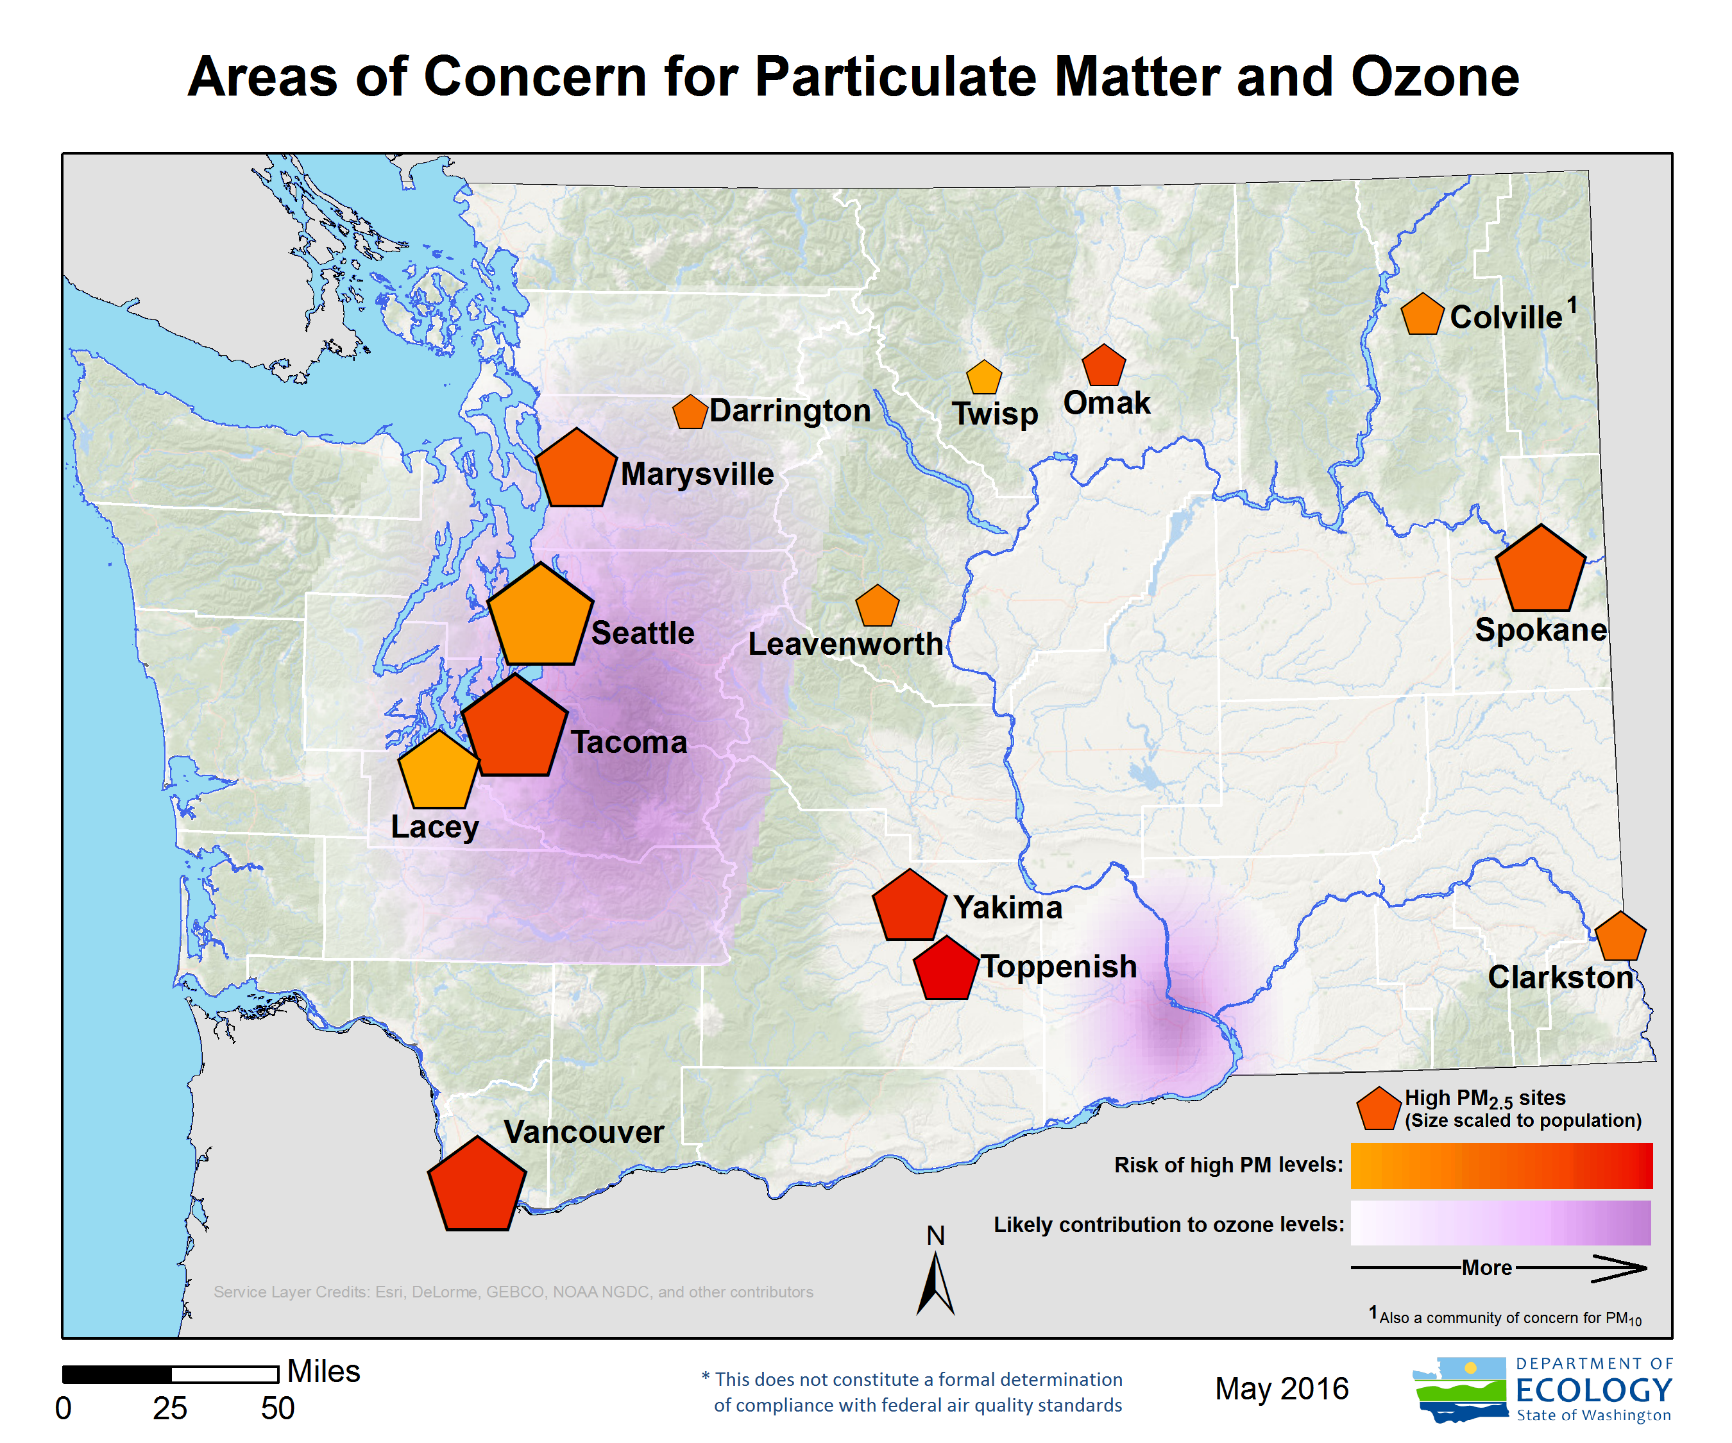 Areas of Concern for Particulate Matter and Ozone
Colville1
Twisp
Omak
Darrington
Marysville
Seattle
Leavenworth
Spokane
Tacoma
Lacey
Yakima
Toppenish
Clarkston
Vancouver
High PM2.5 sites
(Size scaled to population)
Risk of high PM levels:
Likely contribution to ozone levels:
More
N
1Also a community of concern for PM10
Service Layer Credits: Esri, DeLorme, GEBCO, NOAA NGDC, and other contributors
Miles
0 25 50
* This does not constitute a formal determination
of compliance with federal air quality standards
May 2016
DEPARTMENT OF
ECOLOGY
State of Washington